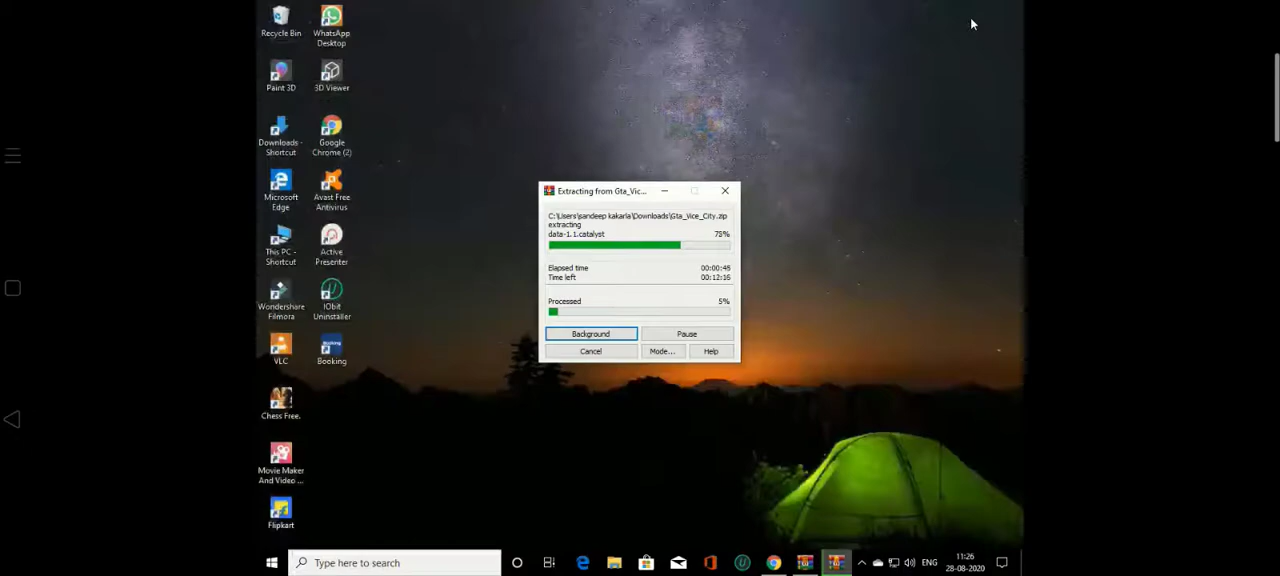 Recycle Bin
WhatsApp
Desktop
Paint 3D
3D Viewer
Downloads -
Shortcut
Google
Chrome (2)
Microsoft
Edge
Avast Free
Antivirus
This PC -
Shortcut
Active
Presenter
Wondershare
Filmora
IObit
Uninstaller
VLC
Booking
Chess Free.
Movie Maker
And Video ...
Flipkart
Extracting from Gta_Vic...
C:\Users\sandeep kakarla\Downloads\Gta_Vice_City.zip
extracting
data-1.1.catalyst 75%
Elapsed time 00:00:45
Time left 00:12:16
Processed 5%
Background Pause
Cancel Mode... Help
Type here to search
ENG
11:26
28-08-2020